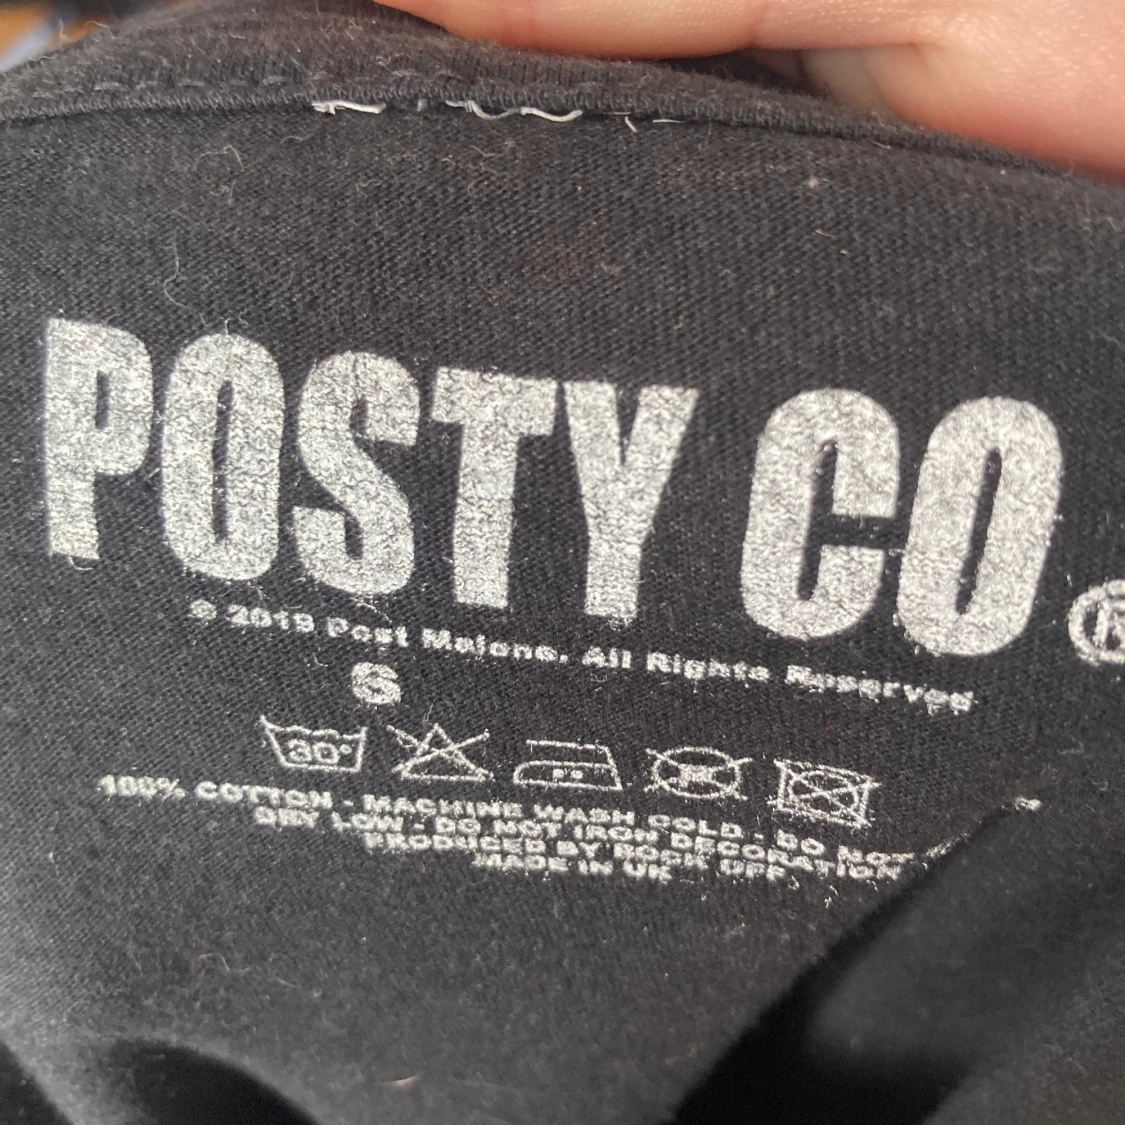 POSTY CO®
© 2019 Post Malone. All Rights Reserved
S
30°
100% COTTON - MACHINE WASH COLD - DO NOT
DRY LOW - DO NOT IRON DECORATION
PRODUCED BY ROCK OFF
MADE IN UK